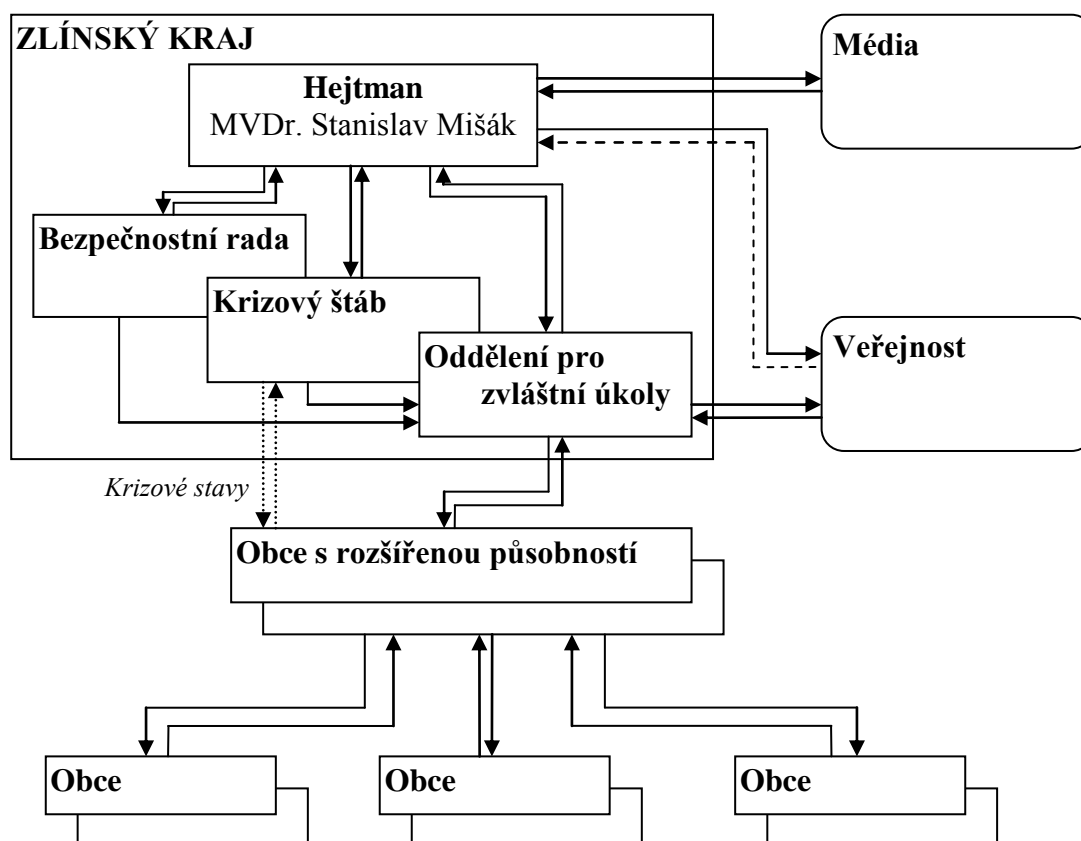 ZLÍNSKÝ KRAJ
Hejtman
MVDr. Stanislav Mišák
Média
Bezpečnostní rada
Krizový štáb
Oddělení pro
zvláštní úkoly
Veřejnost
Krizové stavy
Obce s rozšířenou působností
Obce
Obce
Obce